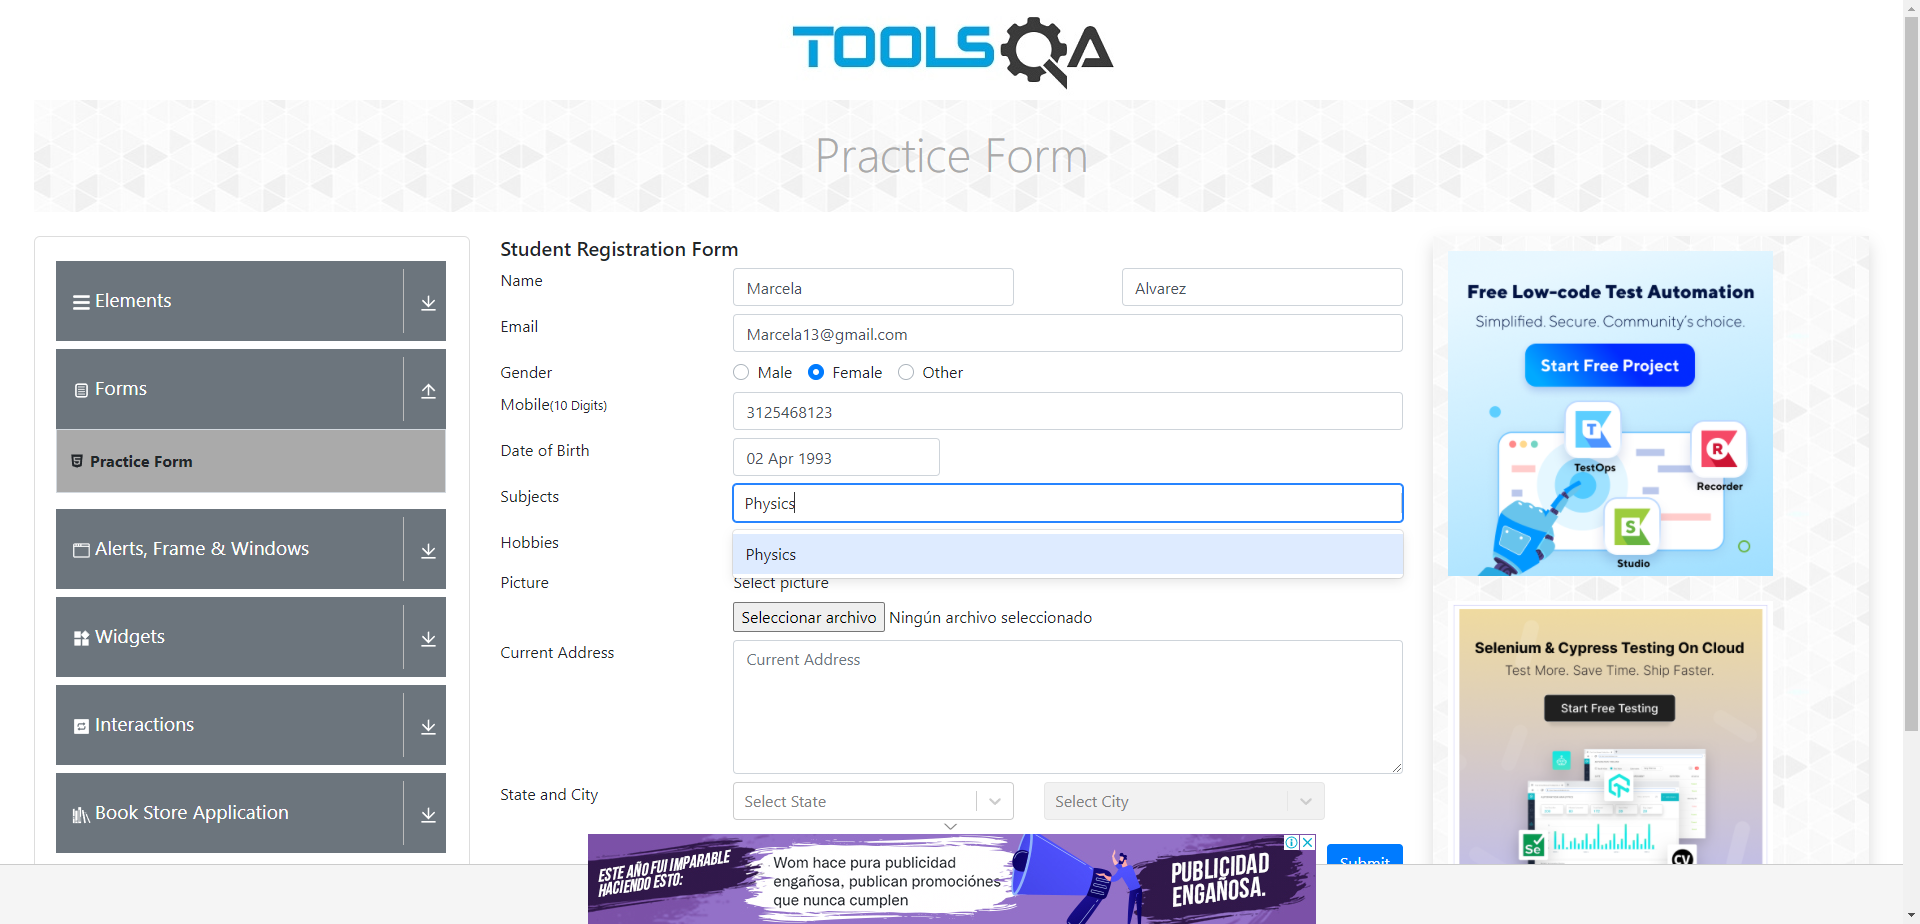 TOOLSQA
Practice Form
Elements
Forms
Practice Form
Alerts, Frame & Windows
Widgets
Interactions
Book Store Application
Student Registration Form
Name
Marcela
Alvarez
Email
Marcela13@gmail.com
Gender
Male
Female
Other
Mobile(10 Digits)
3125468123
Date of Birth
02 Apr 1993
Subjects
Physics
Hobbies
Physics
Picture
Select picture
Seleccionar archivo Ningún archivo seleccionado
Current Address
Current Address
State and City
Select State
Select City
Submit
Free Low-code Test Automation
Simplified. Secure. Community's choice.
Start Free Project
T
TestOps
R
Recorder
S
Studio
Selenium & Cypress Testing On Cloud
Test More. Save Time. Ship Faster.
Start Free Testing
Se
CV
ESTE AÑO FUI IMPARABLE
HACIENDO ESTO:
Wom hace pura publicidad
engañosa, publican promociónes
que nunca cumplen
PUBLICIDAD
ENGAÑOSA.